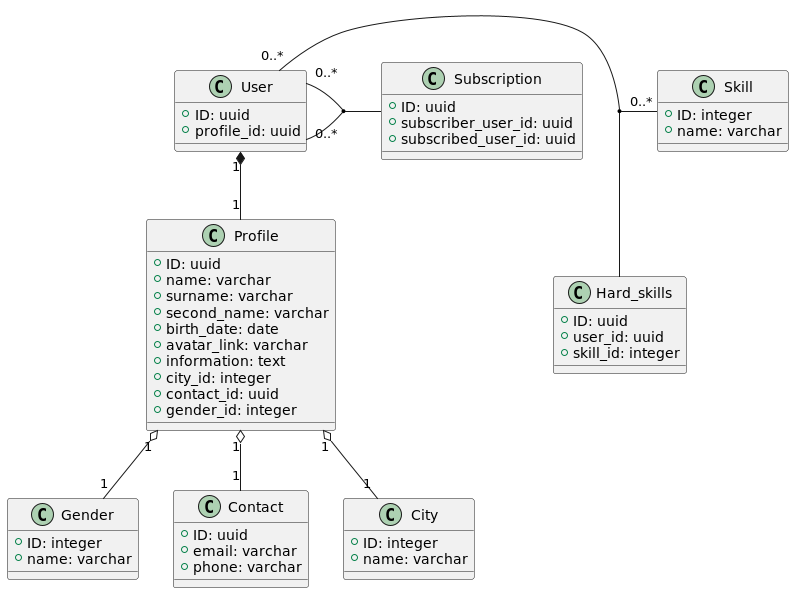 0..*
C User
ID: uuid
profile_id: uuid
0..*
0..*
C Subscription
ID: uuid
subscriber_user_id: uuid
subscribed_user_id: uuid
0..*
C Skill
ID: integer
name: varchar
1
1
C Profile
ID: uuid
name: varchar
surname: varchar
second_name: varchar
birth_date: date
avatar_link: varchar
information: text
city_id: integer
contact_id: uuid
gender_id: integer
C Hard_skills
ID: uuid
user_id: uuid
skill_id: integer
1
1
1
1
1
1
C Gender
ID: integer
name: varchar
C Contact
ID: uuid
email: varchar
phone: varchar
C City
ID: integer
name: varchar